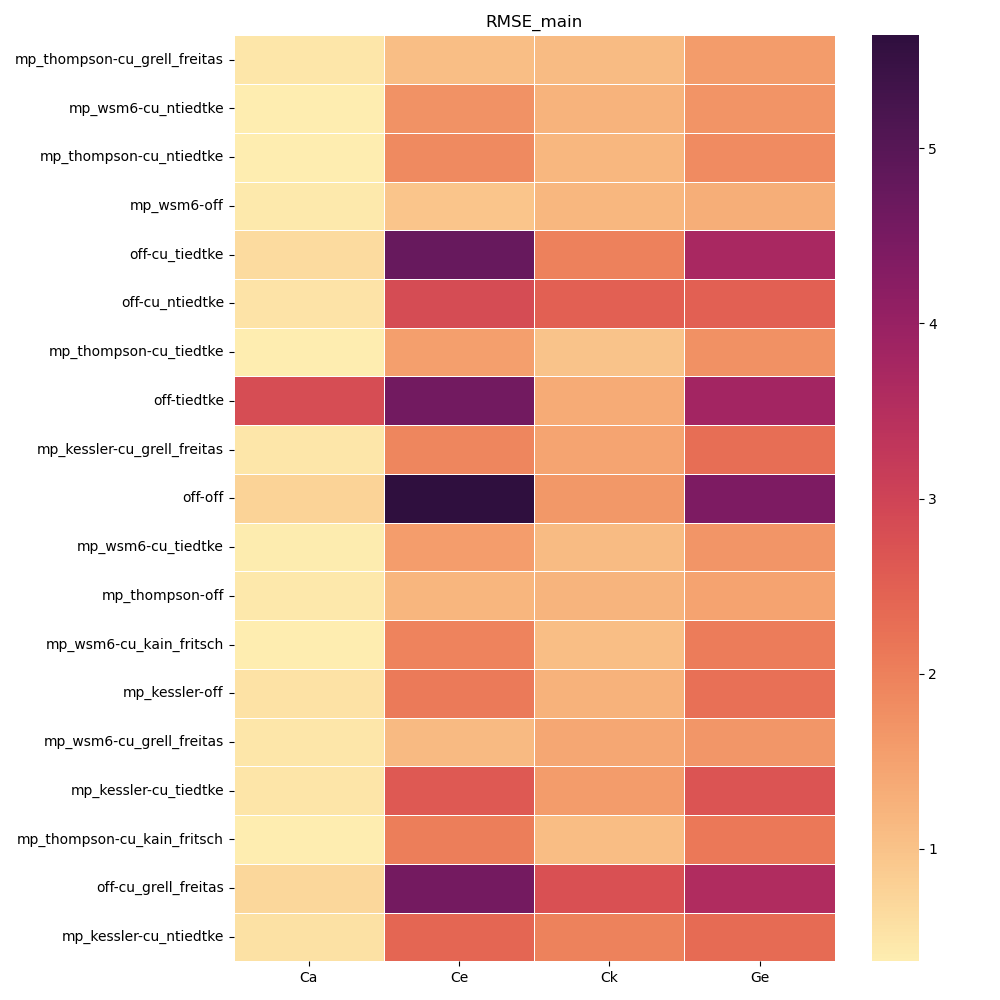 RMSE_main
mp_thompson-cu_grell_freitas
mp_wsm6-cu_ntiedtke
mp_thompson-cu_ntiedtke
mp_wsm6-off
off-cu_tiedtke
off-cu_ntiedtke
mp_thompson-cu_tiedtke
off-tiedtke
mp_kessler-cu_grell_freitas
off-off
mp_wsm6-cu_tiedtke
mp_thompson-off
mp_wsm6-cu_kain_fritsch
mp_kessler-off
mp_wsm6-cu_grell_freitas
mp_kessler-cu_tiedtke
mp_thompson-cu_kain_fritsch
off-cu_grell_freitas
mp_kessler-cu_ntiedtke
Ca Ce Ck Ge
5
4
3
2
1